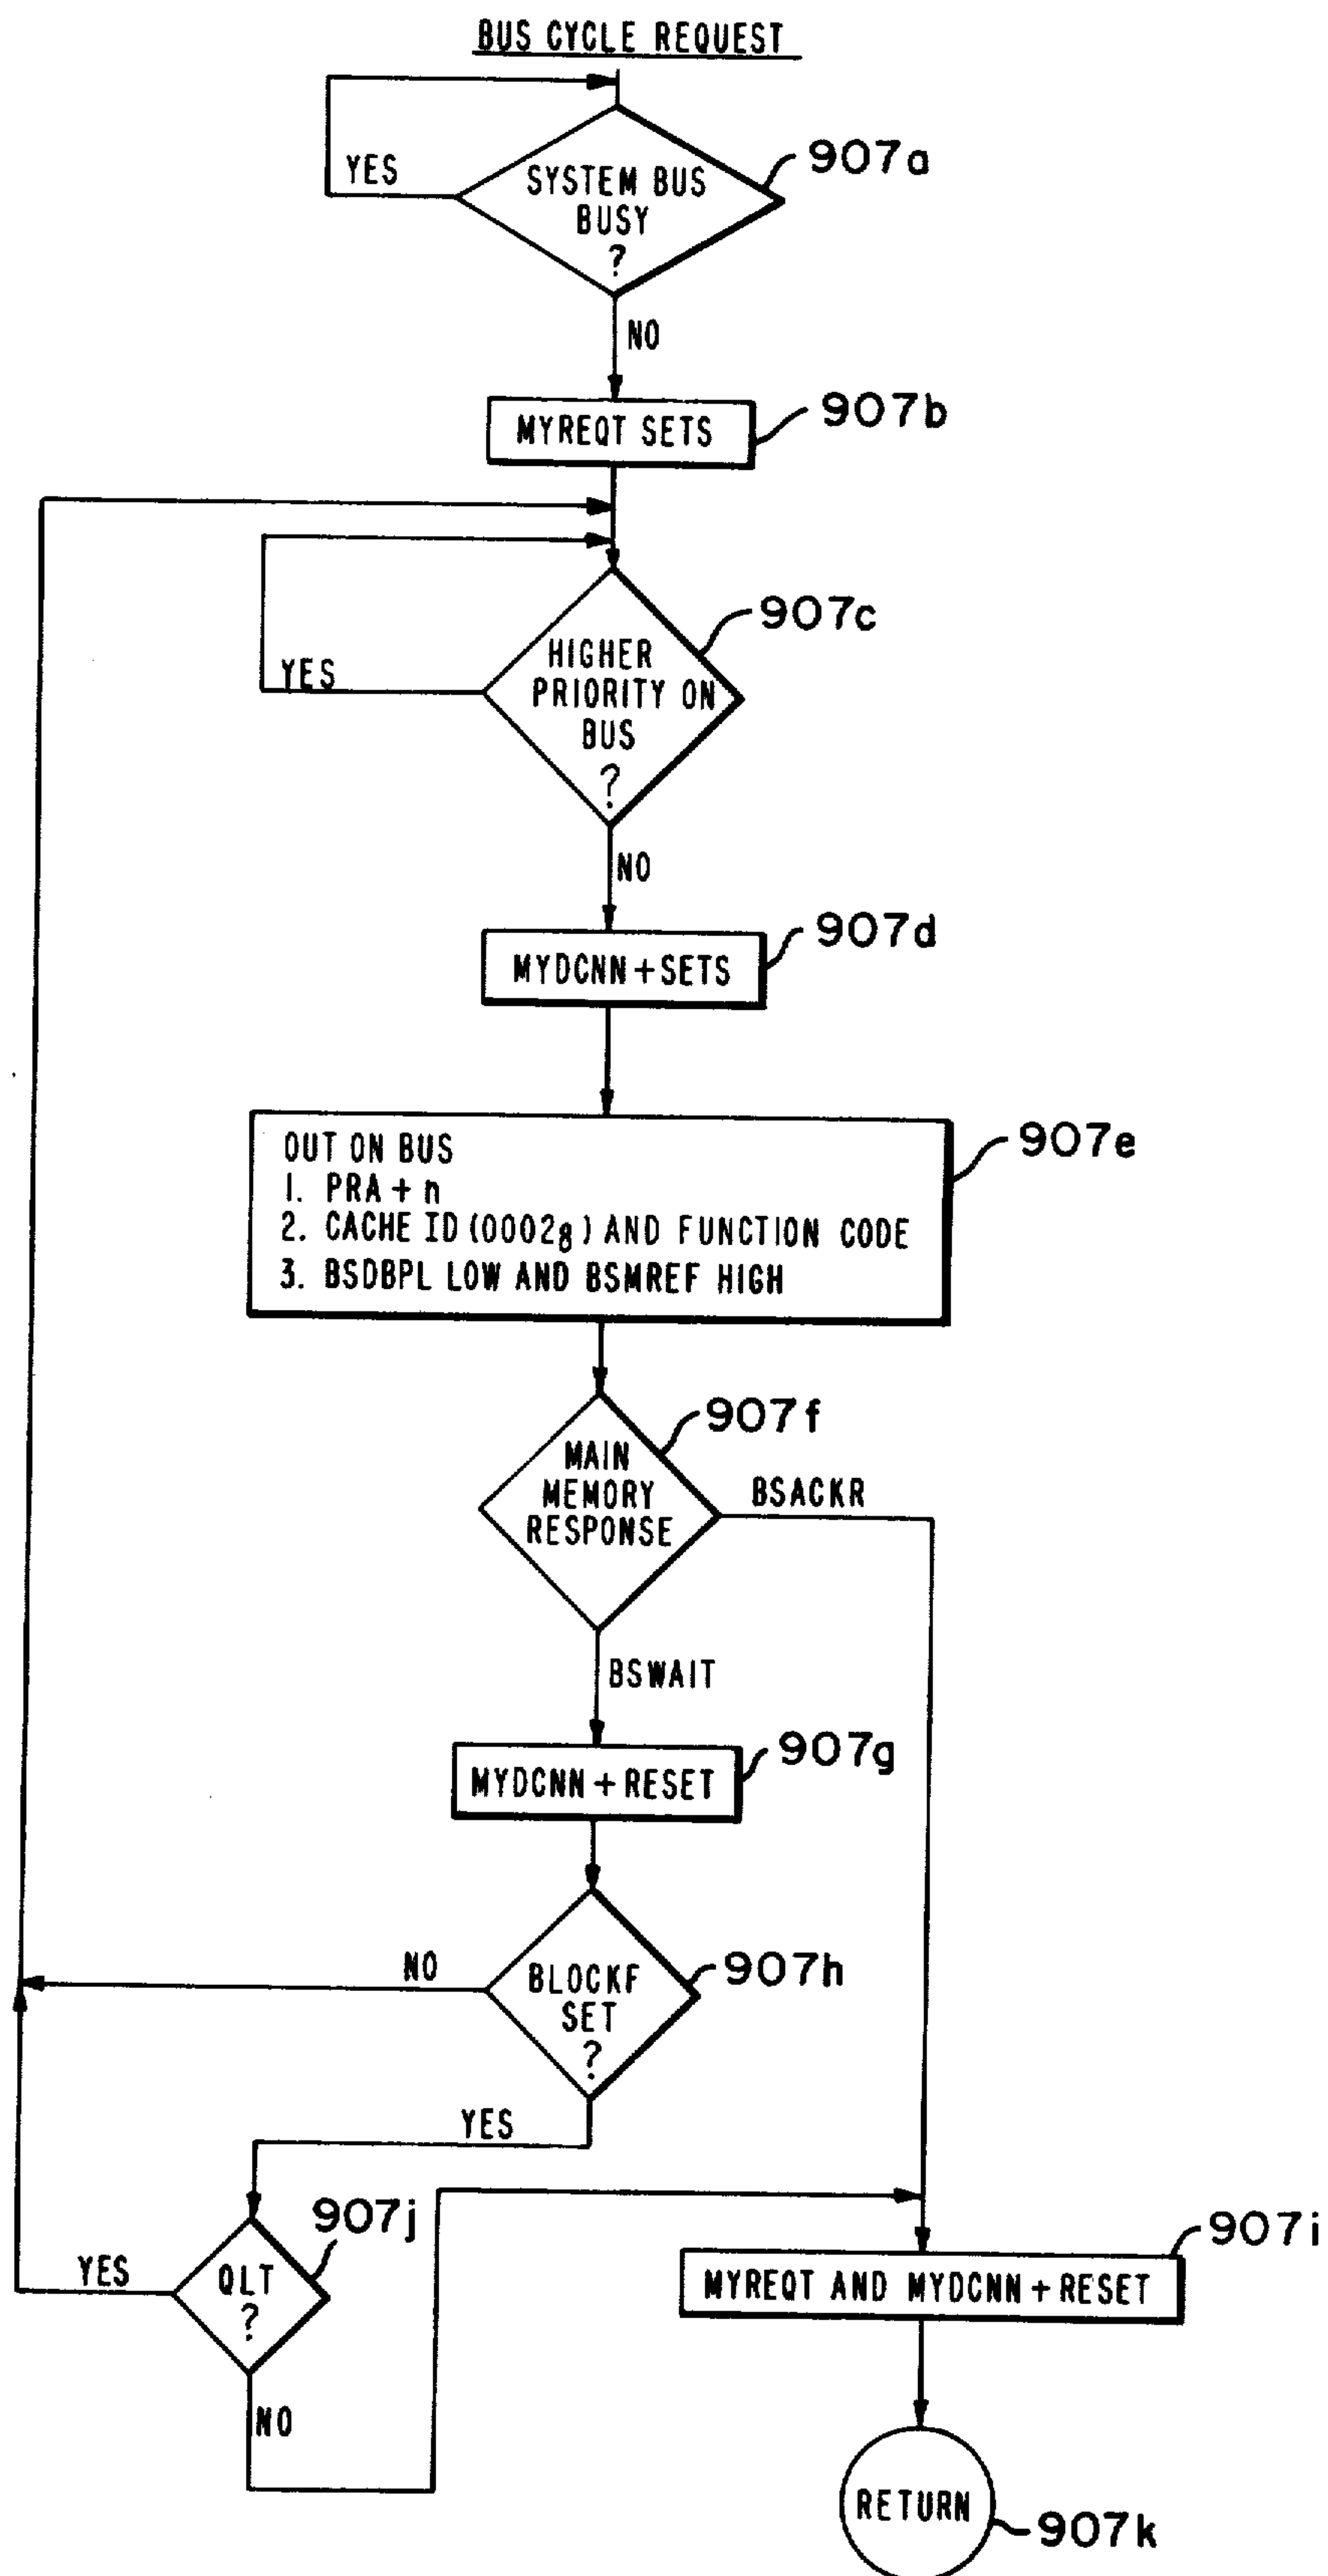 BUS CYCLE REQUEST
YES
SYSTEM BUS
BUSY
?
907a
NO
MYREQT SETS
907b
YES
HIGHER
PRIORITY ON
BUS
?
907c
NO
MYDCNN + SETS
907d
OUT ON BUS
1. PRA + n
2. CACHE ID (0002₈) AND FUNCTION CODE
3. BSDBPL LOW AND BSMREF HIGH
907e
MAIN
MEMORY
RESPONSE
907f
BSACKR
BSWAIT
MYDCNN + RESET
907g
NO
BLOCKF
SET
?
907h
YES
QLT
?
907j
YES
NO
MYREQT AND MYDCNN + RESET
907i
RETURN
907k